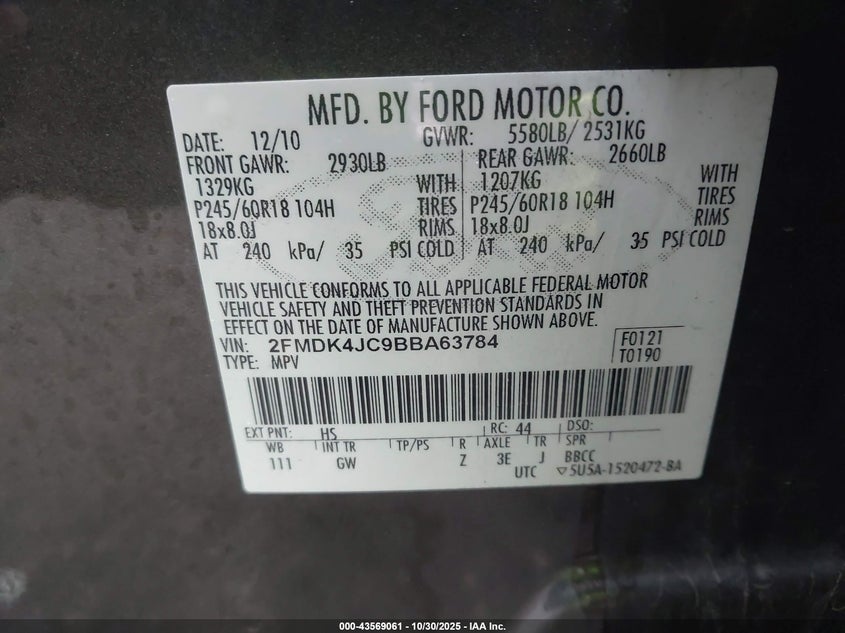 MFD. BY FORD MOTOR CO.
DATE: 12/10 GVWR: 5580LB/ 2531KG
FRONT GAWR: 2930LB REAR GAWR: 2660LB
1329KG WITH 1207KG WITH
P245/60R18 104H TIRES P245/60R18 104H TIRES
18x8.0J RIMS 18x8.0J RIMS
AT 240 kPa/ 35 PSI COLD AT 240 kPa/ 35 PSI COLD
THIS VEHICLE CONFORMS TO ALL APPLICABLE FEDERAL MOTOR
VEHICLE SAFETY AND THEFT PREVENTION STANDARDS IN
EFFECT ON THE DATE OF MANUFACTURE SHOWN ABOVE.
VIN: 2FMDK4JC9BBA63784 F0121
TYPE: MPV T0190
EXT PNT: HS RC: 44 DSO:
WB INT TR TP/PS R AXLE TR SPR
111 GW Z 3E J BBCC
UTC ▽5U5A-1520472-BA
000-43569061 | 10/30/2025 - IAA Inc.